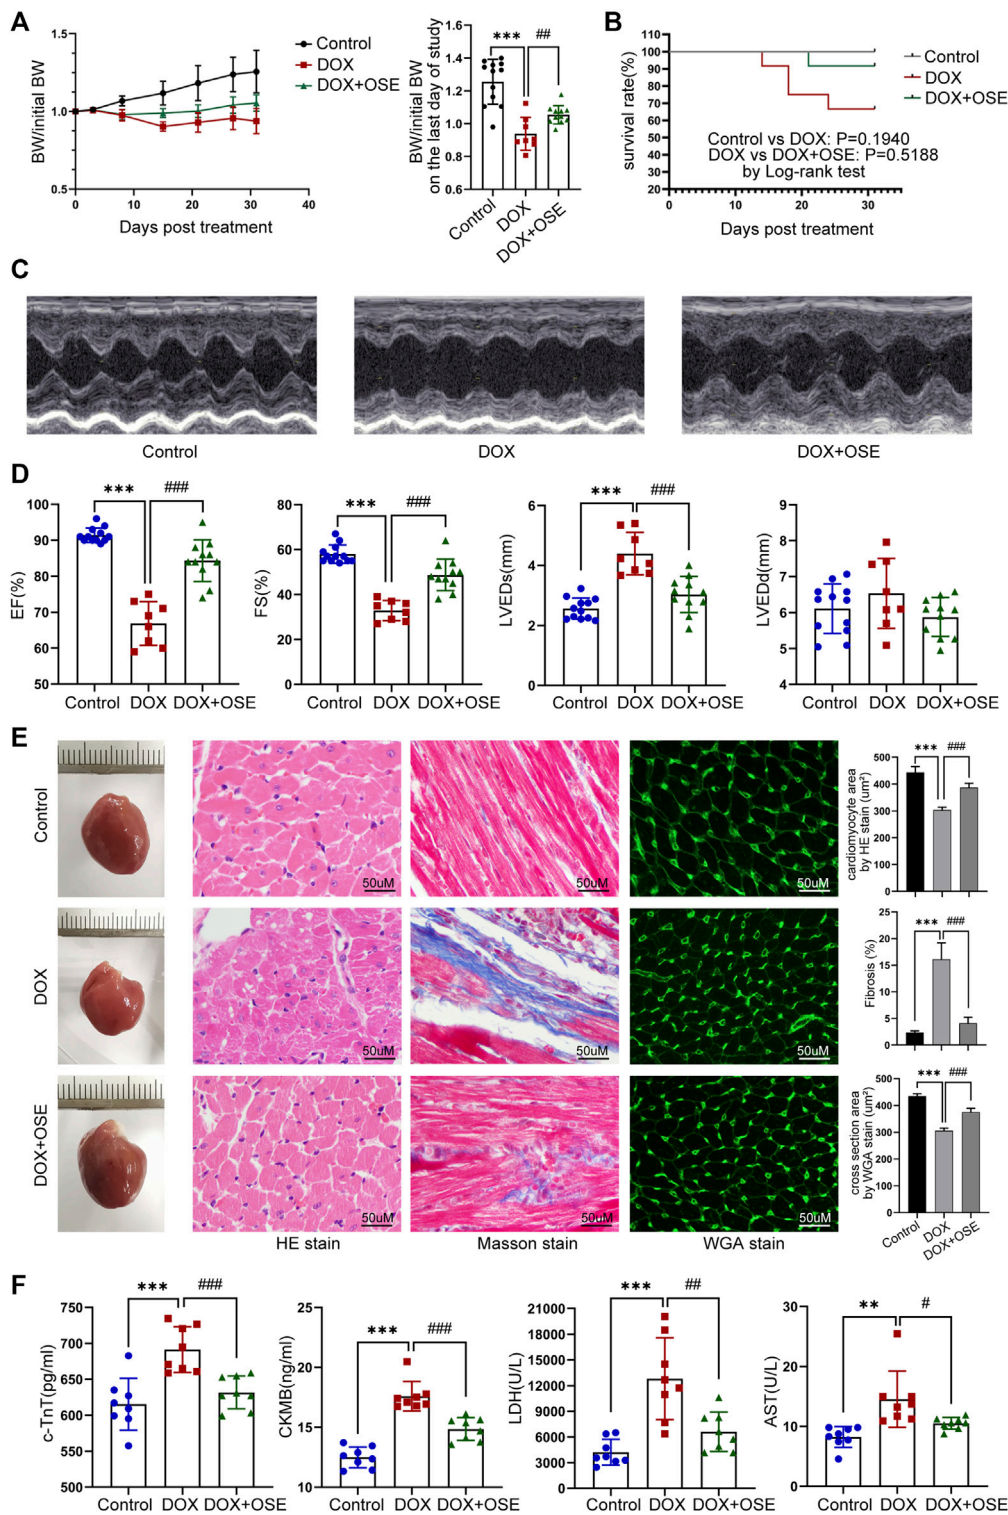 A
BW/initial BW
1.5
1.0
0.5
0 10 20 30 40
Days post treatment
Control
DOX
DOX+OSE
BW/initial BW
on the last day of study
1.6
1.4
1.2
1.0
0.8
0.6
*** ##
Control
DOX
DOX+OSE
B
survival rate(%)
110
100
90
80
70
60
50
40
30
20
0 10 20 30
Days post treatment
Control
DOX
DOX+OSE
Control vs DOX: P=0.1940
DOX vs DOX+OSE: P=0.5188
by Log-rank test
C
Control DOX DOX+OSE
D
EF(%)
100
90
80
70
60
50
*** ###
Control DOX DOX+OSE
FS(%)
80
60
40
20
0
*** ###
Control DOX DOX+OSE
LVEDs(mm)
6
4
2
0
*** ###
Control DOX DOX+OSE
LVEDd(mm)
9
8
7
6
5
4
Control DOX DOX+OSE
E
Control
50uM 50uM 50uM
cardiomyocyte area
by HE stain (um²)
500
400
300
200
100
0
*** ###
DOX
50uM 50uM 50uM
Fibrosis (%)
25
20
15
10
5
0
*** ###
DOX+OSE
50uM 50uM 50uM
HE stain Masson stain WGA stain
cross section area
by WGA stain (um²)
500
400
300
200
100
0
*** ###
Control
DOX
DOX+OSE
F
c-TnT(pg/ml)
750
700
650
600
550
500
*** ###
Control DOX DOX+OSE
CKMB(ng/ml)
25
20
15
10
*** ###
Control DOX DOX+OSE
LDH(U/L)
21000
18000
15000
12000
9000
6000
3000
0
*** ##
Control DOX DOX+OSE
AST(U/L)
30
20
10
0
** #
Control DOX DOX+OSE